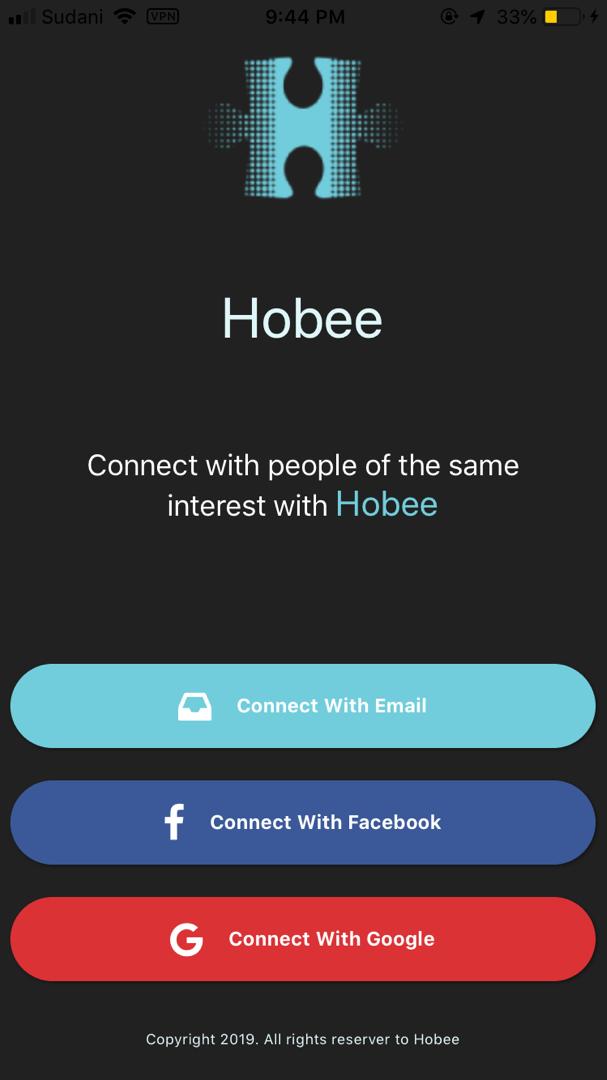 Sudani VPN 9:44 PM 33%
Hobee
Connect with people of the same
interest with Hobee
Connect With Email
f Connect With Facebook
G Connect With Google
Copyright 2019. All rights reserver to Hobee